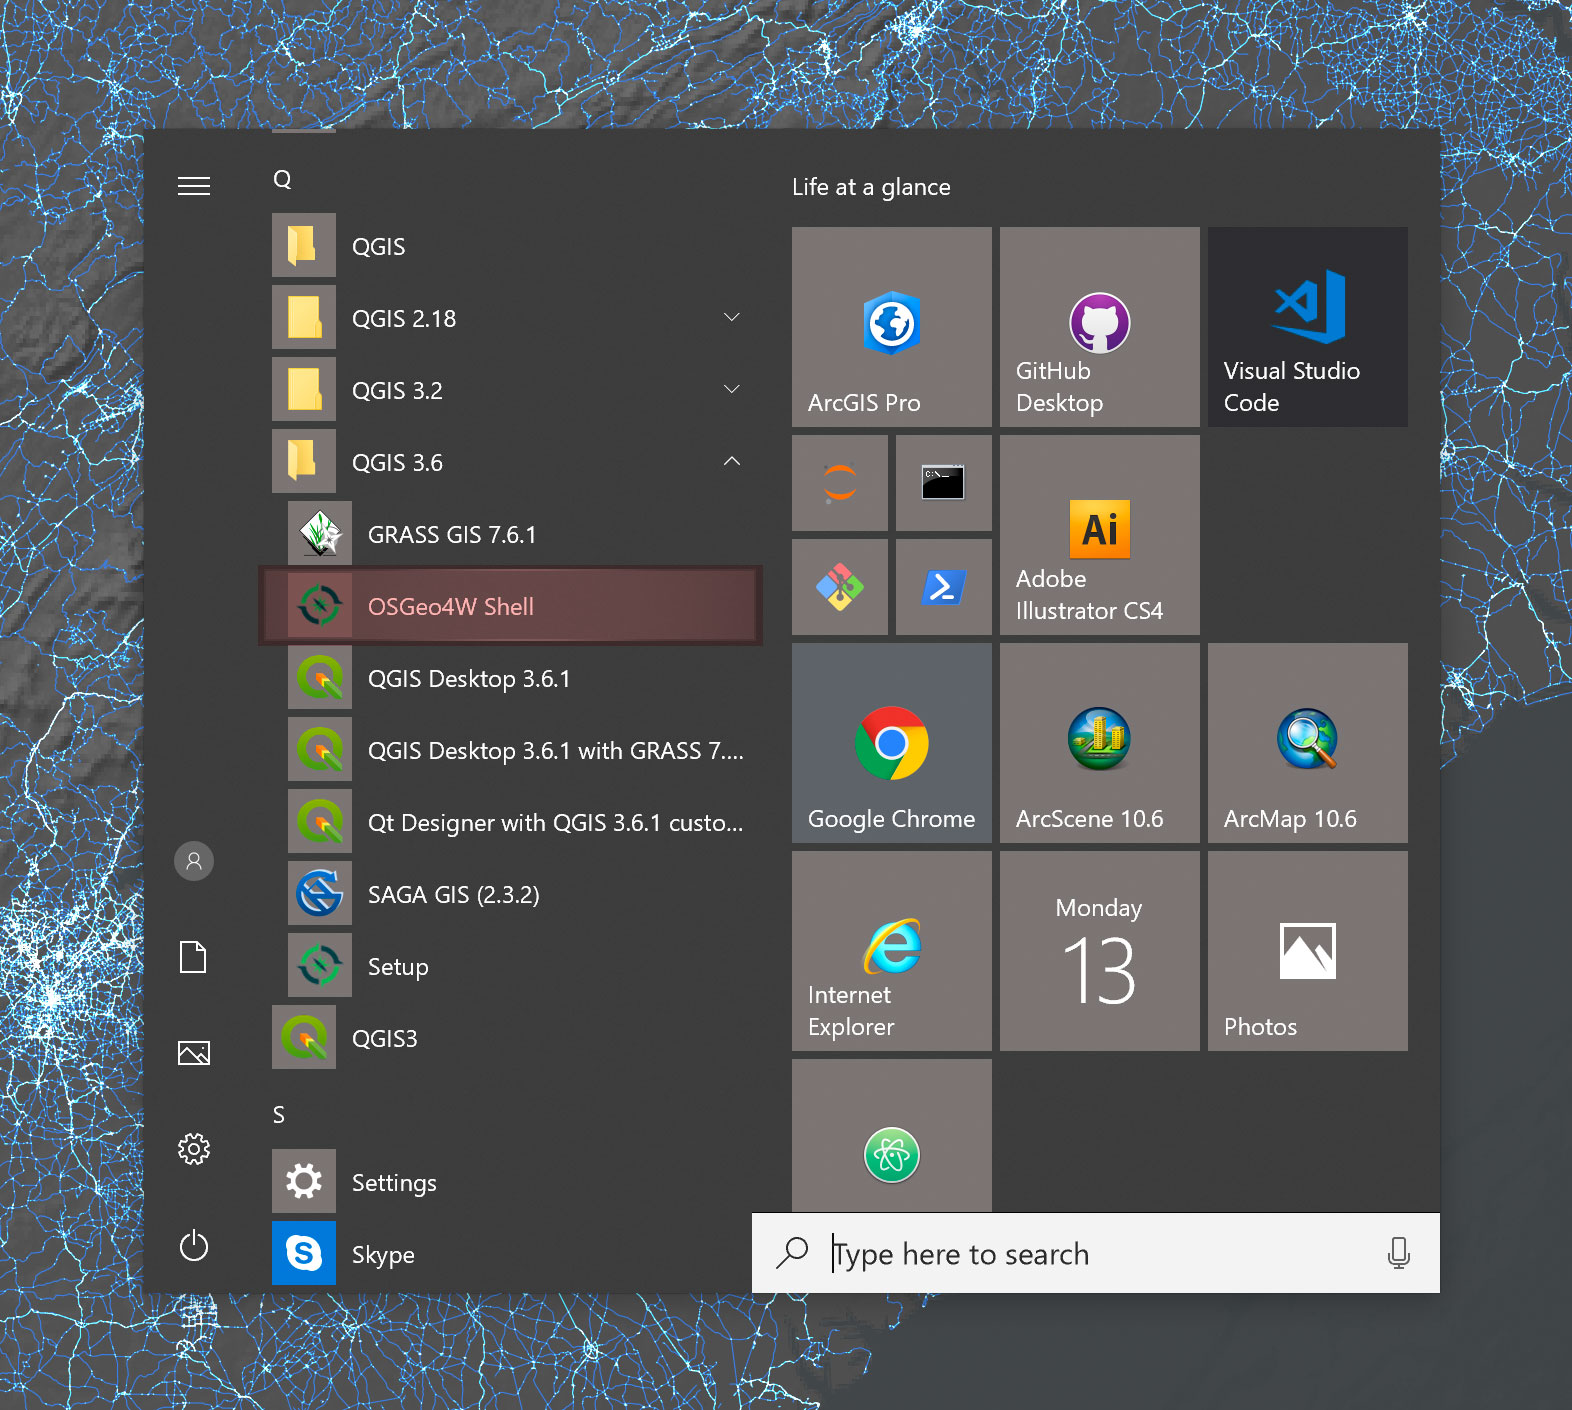 Q
QGIS
QGIS 2.18
QGIS 3.2
QGIS 3.6
GRASS GIS 7.6.1
OSGeo4W Shell
QGIS Desktop 3.6.1
QGIS Desktop 3.6.1 with GRASS 7....
Qt Designer with QGIS 3.6.1 custo...
SAGA GIS (2.3.2)
Setup
QGIS3
S
Settings
Skype
Life at a glance
ArcGIS Pro
GitHub
Desktop
Visual Studio
Code
C:\_
Ai
Adobe
Illustrator CS4
Google Chrome
ArcScene 10.6
ArcMap 10.6
Internet
Explorer
Monday
13
Photos
Type here to search